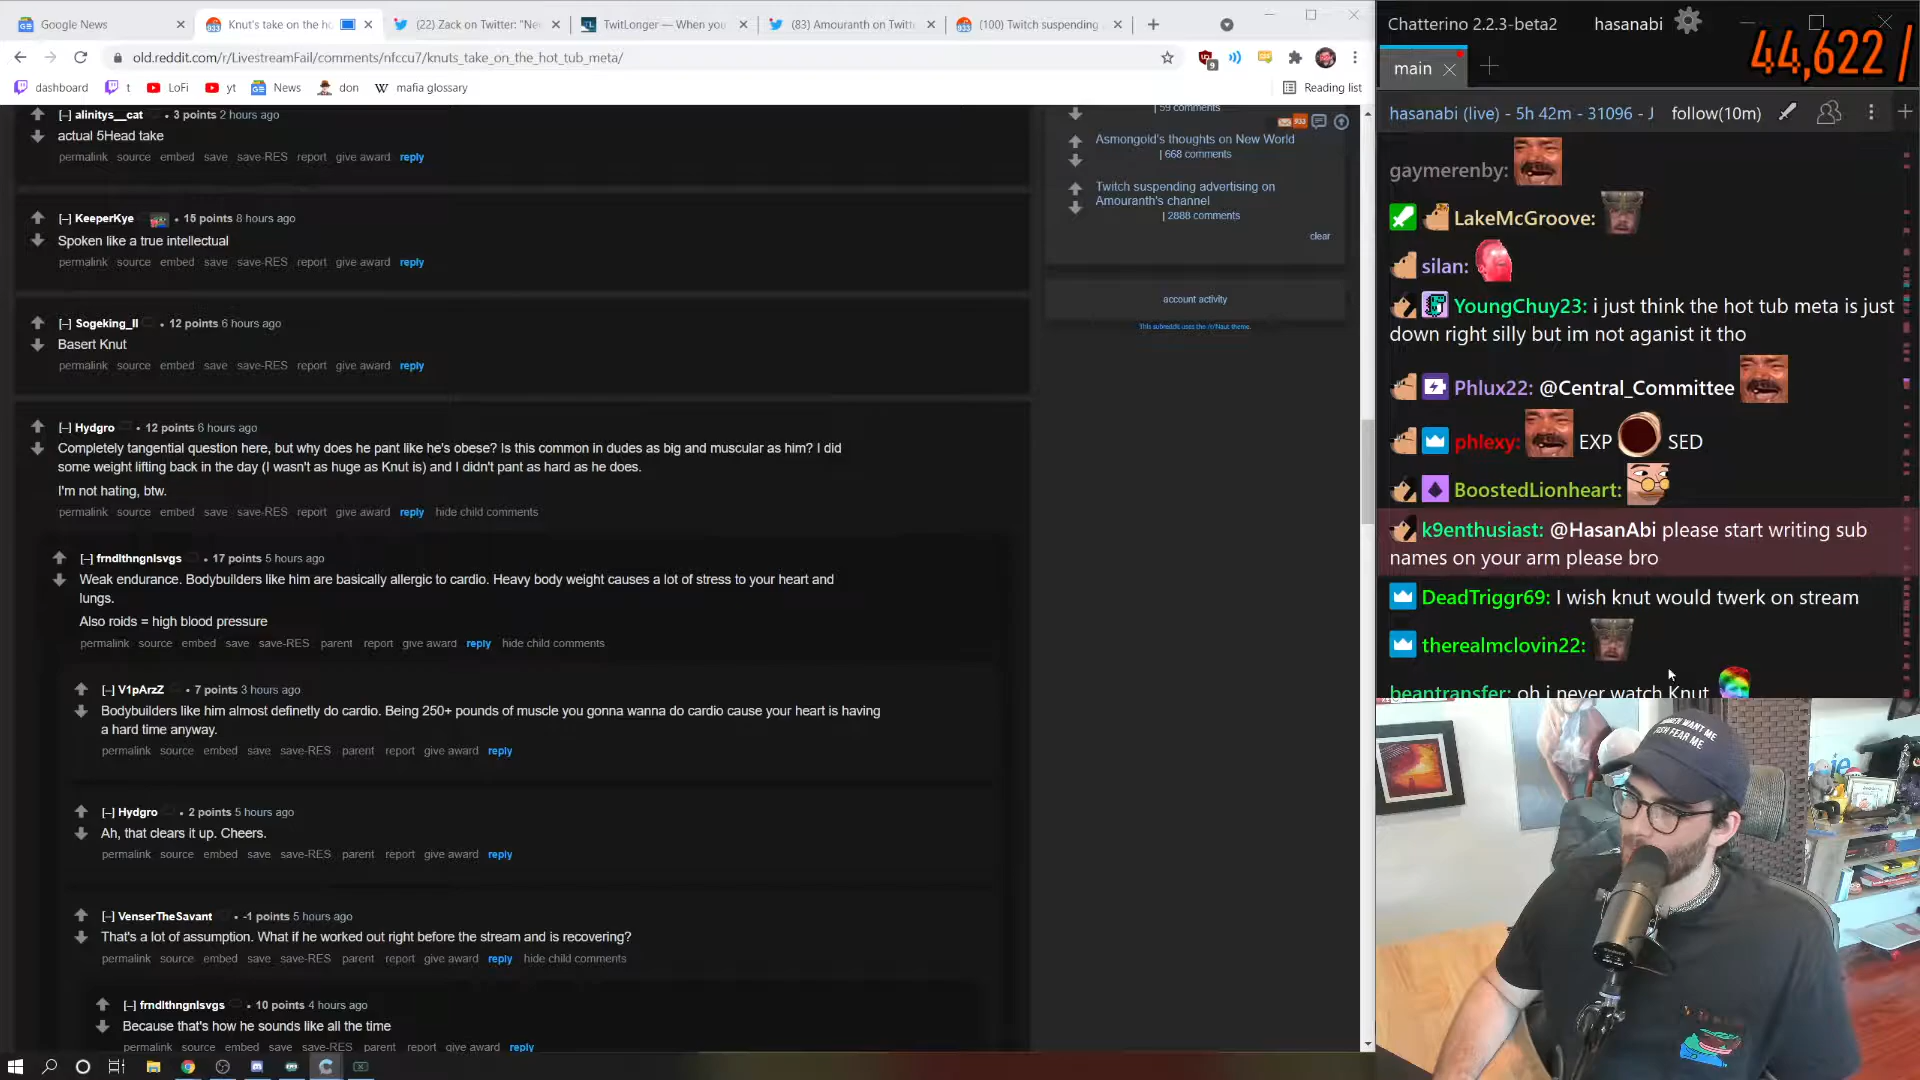 Google News
Knut's take on the ho
(22) Zack on Twitter: "Ne
TwitLonger — When you
(83) Amouranth on Twitt
(100) Twitch suspending
old.reddit.com/r/LivestreamFail/comments/nfccu7/knuts_take_on_the_hot_tub_meta/
dashboard t LoFi yt News don mafia glossary Reading list
[–] alinitys__cat • 3 points 2 hours ago
actual 5Head take
permalink source embed save save-RES report give award reply
[–] KeeperKye • 15 points 8 hours ago
Spoken like a true intellectual
permalink source embed save save-RES report give award reply
[–] Sogeking_II • 12 points 6 hours ago
Basert Knut
permalink source embed save save-RES report give award reply
[–] Hydgro • 12 points 6 hours ago
Completely tangential question here, but why does he pant like he's obese? Is this common in dudes as big and muscular as him? I did
some weight lifting back in the day (I wasn't as huge as Knut is) and I didn't pant as hard as he does.
I'm not hating, btw.
permalink source embed save save-RES report give award reply hide child comments
[–] frndlthngnlsvgs • 17 points 5 hours ago
Weak endurance. Bodybuilders like him are basically allergic to cardio. Heavy body weight causes a lot of stress to your heart and
lungs.
Also roids = high blood pressure
permalink source embed save save-RES parent report give award reply hide child comments
[–] V1pArzZ • 7 points 3 hours ago
Bodybuilders like him almost definetly do cardio. Being 250+ pounds of muscle you gonna wanna do cardio cause your heart is having
a hard time anyway.
permalink source embed save save-RES parent report give award reply
[–] Hydgro • 2 points 5 hours ago
Ah, that clears it up. Cheers.
permalink source embed save save-RES parent report give award reply
[–] VenserTheSavant • -1 points 5 hours ago
That's a lot of assumption. What if he worked out right before the stream and is recovering?
permalink source embed save save-RES parent report give award reply hide child comments
[–] frndlthngnlsvgs • 10 points 4 hours ago
Because that's how he sounds like all the time
permalink source embed save save-RES parent report give award reply
59 comments
933
Asmongold's thoughts on New World
| 668 comments
Twitch suspending advertising on
Amouranth's channel
| 2888 comments
clear
account activity
This subreddit uses the /r/Naut theme.
Chatterino 2.2.3-beta2 hasanabi
44,622 /
main
hasanabi (live) - 5h 42m - 31096 - J follow(10m)
gaymerenby:
LakeMcGroove:
silan:
YoungChuy23: i just think the hot tub meta is just
down right silly but im not aganist it tho
Phlux22: @Central_Committee
phlexy: EXP SED
BoostedLionheart:
k9enthusiast: @HasanAbi please start writing sub
names on your arm please bro
DeadTriggr69: I wish knut would twerk on stream
therealmclovin22:
beantransfer: oh i never watch Knut
WOMEN WANT ME
FISH FEAR ME